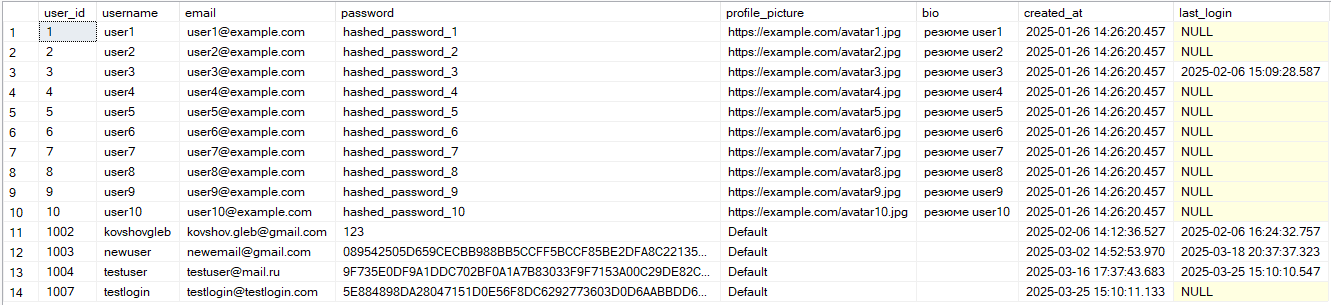 user_id username email password profile_picture bio created_at last_login
1 1 user1 user1@example.com hashed_password_1 https://example.com/avatar1.jpg резюме user1 2025-01-26 14:26:20.457 NULL
2 2 user2 user2@example.com hashed_password_2 https://example.com/avatar2.jpg резюме user2 2025-01-26 14:26:20.457 NULL
3 3 user3 user3@example.com hashed_password_3 https://example.com/avatar3.jpg резюме user3 2025-01-26 14:26:20.457 2025-02-06 15:09:28.587
4 4 user4 user4@example.com hashed_password_4 https://example.com/avatar4.jpg резюме user4 2025-01-26 14:26:20.457 NULL
5 5 user5 user5@example.com hashed_password_5 https://example.com/avatar5.jpg резюме user5 2025-01-26 14:26:20.457 NULL
6 6 user6 user6@example.com hashed_password_6 https://example.com/avatar6.jpg резюме user6 2025-01-26 14:26:20.457 NULL
7 7 user7 user7@example.com hashed_password_7 https://example.com/avatar7.jpg резюме user7 2025-01-26 14:26:20.457 NULL
8 8 user8 user8@example.com hashed_password_8 https://example.com/avatar8.jpg резюме user8 2025-01-26 14:26:20.457 NULL
9 9 user9 user9@example.com hashed_password_9 https://example.com/avatar9.jpg резюме user9 2025-01-26 14:26:20.457 NULL
10 10 user10 user10@example.com hashed_password_10 https://example.com/avatar10.jpg резюме user10 2025-01-26 14:26:20.457 NULL
11 1002 kovshovgleb kovshov.gleb@gmail.com 123 Default 2025-02-06 14:12:36.527 2025-02-06 16:24:32.757
12 1003 newuser newemail@gmail.com 089542505D659CECBB988BB5CCFF5BCCF85BE2DFA8C22135... Default 2025-03-02 14:52:53.970 2025-03-18 20:37:37.323
13 1004 testuser testuser@mail.ru 9F735E0DF9A1DDC702BF0A1A7B83033F9F7153A00C29DE82C... Default 2025-03-16 17:37:43.683 2025-03-25 15:10:10.547
14 1007 testlogin testlogin@testlogin.com 5E884898DA28047151D0E56F8DC6292773603D0D6AABBDD6... Default 2025-03-25 15:10:11.133 NULL